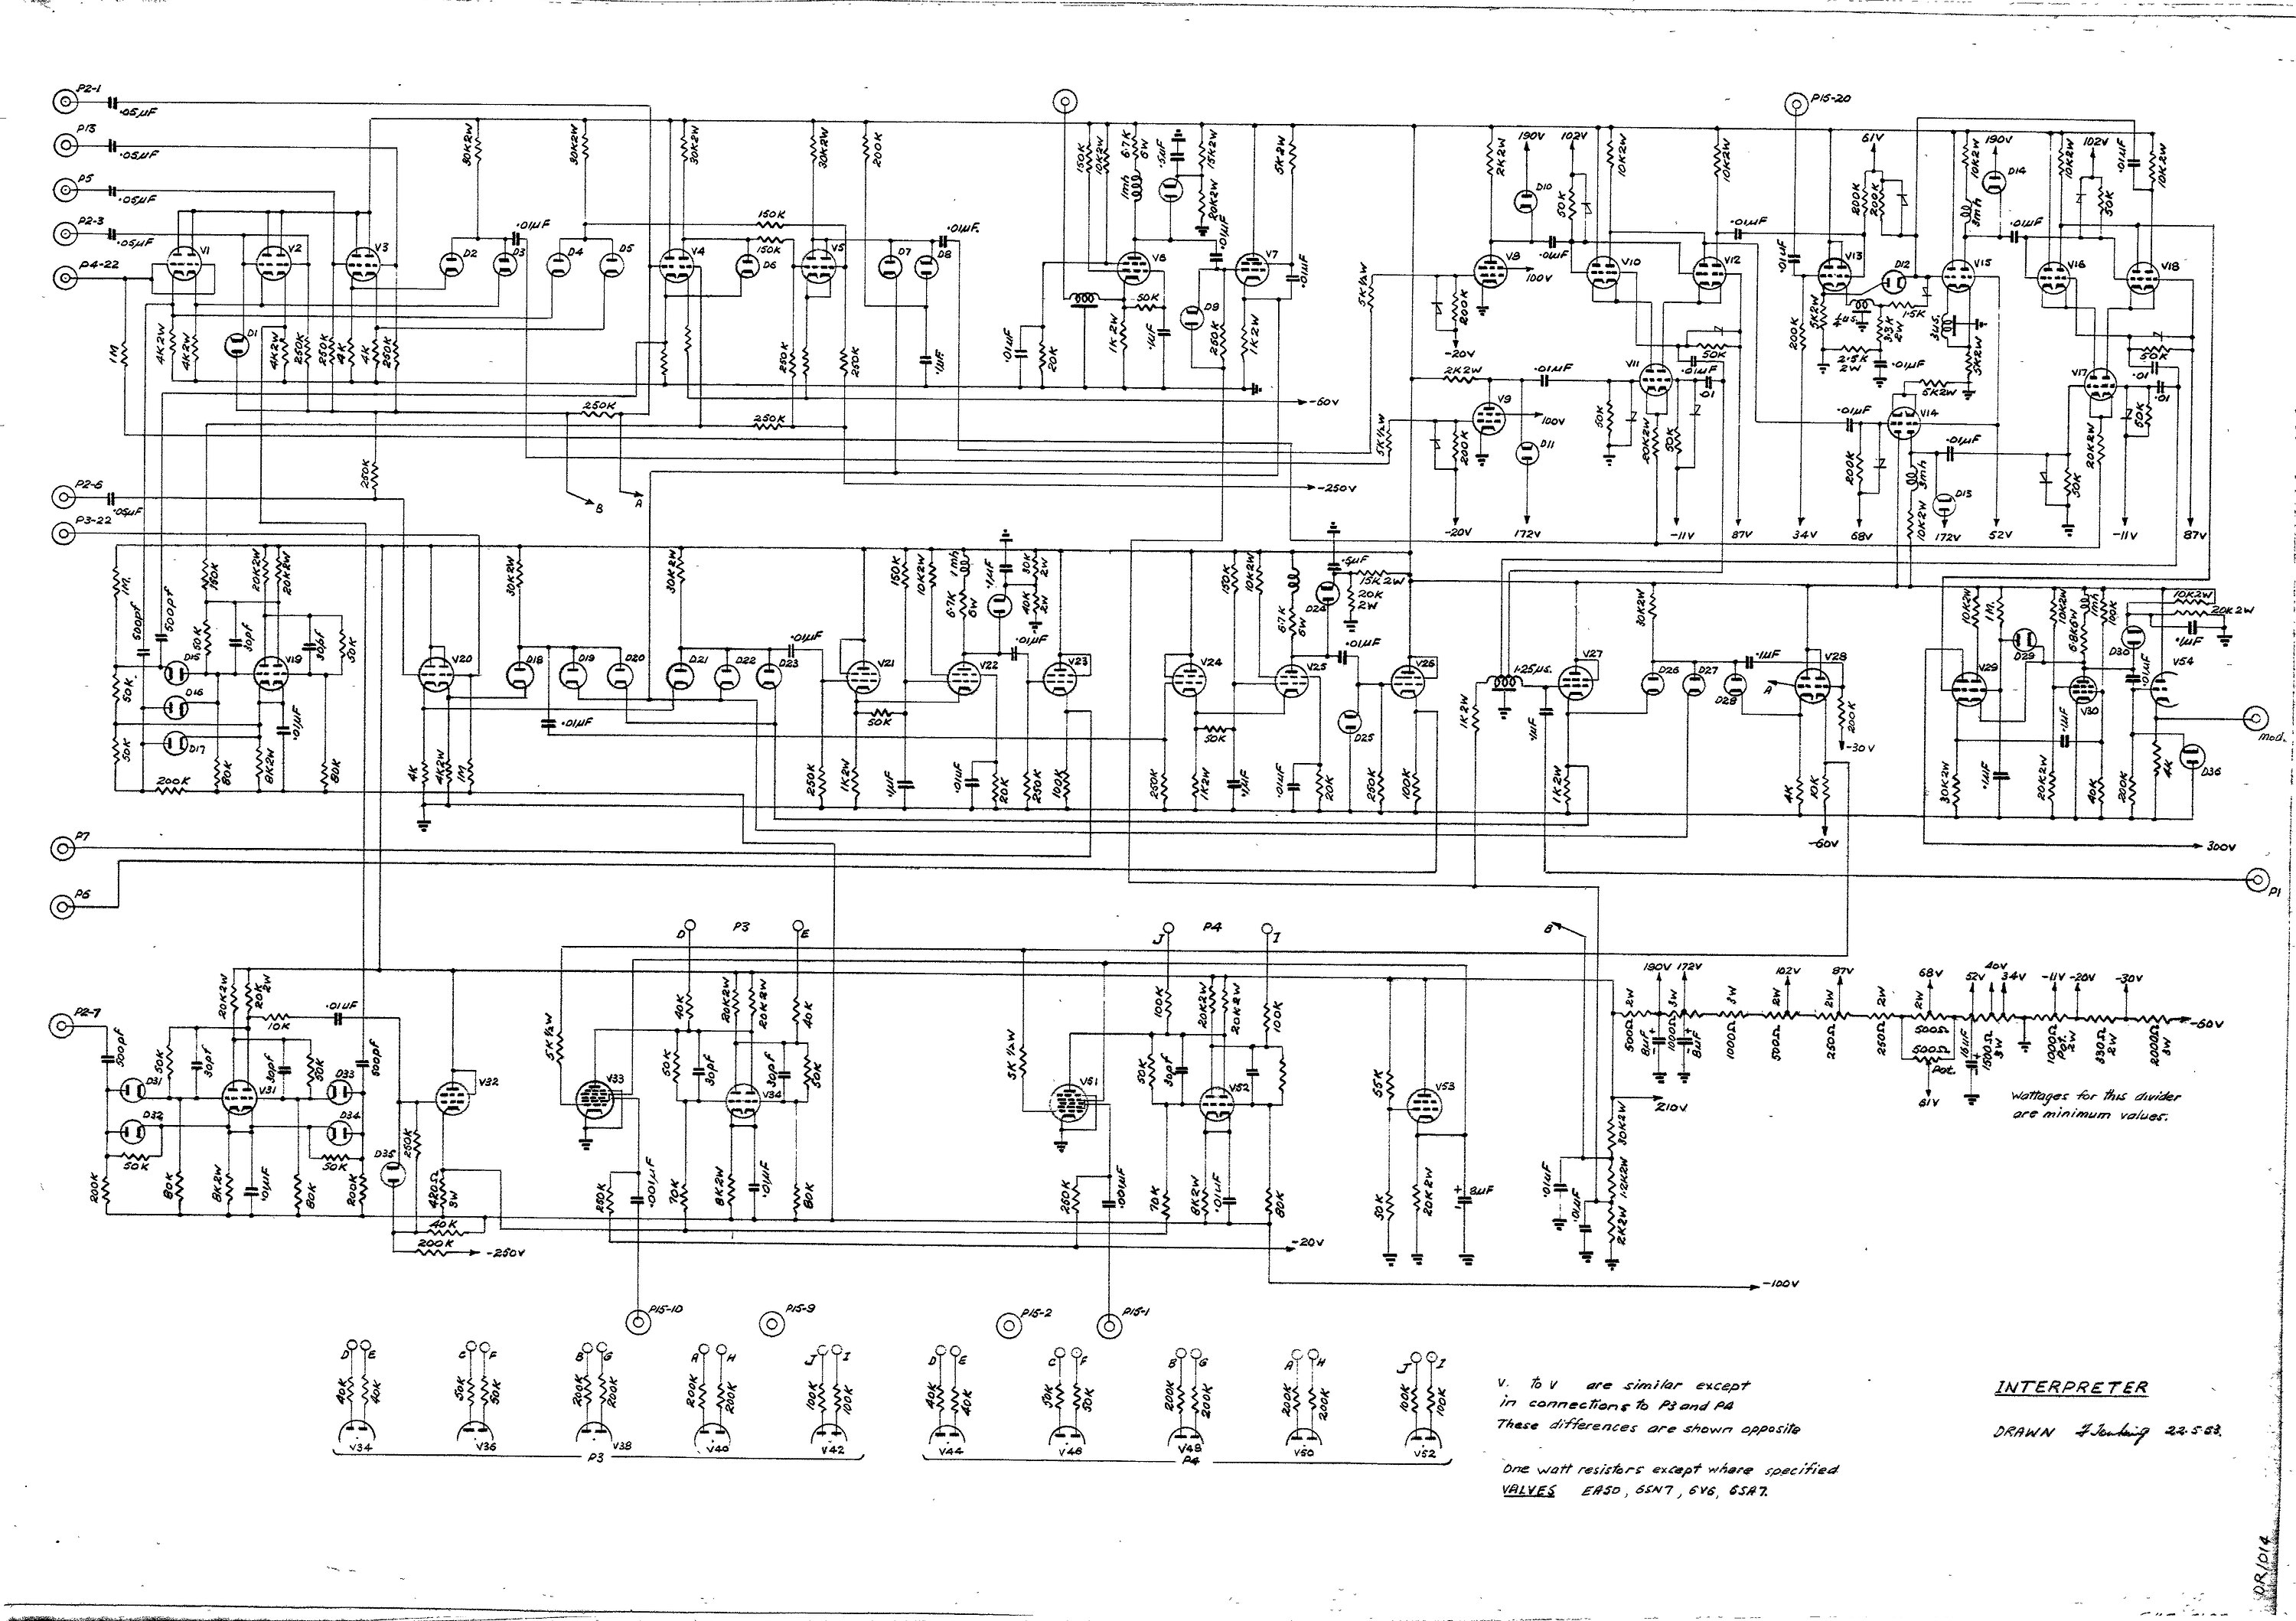 P2-1
.05µF
P13
.05µF
P5
.05µF
P2-3
.05µF
P4-22
V1
V2
V3
30K2W
D2
D3
.01µF
30K2W
D4
D5
30K2W
V4
150K
150K
D6
30K2W
V5
200K
D7
D8
.01µF
1M
4K2W
4K2W
D1
4K2W
250K
250K
4K
4K
250K
250K
250K
.1µF
250K
250K
-60V
250K
B
A
-250V
150K
10K2W
6.7K
6W
1mh
.5µF
15K2W
20K2W
.01µF
V6
V7
5K2W
.01µF
50K
.01µF
20K
1K2W
.1µF
D9
250K
1K2W
5K½W
5K½W
2K2W
190V
D10
102V
50K
V8
100V
.01µF
200K
-20V
2K2W
.01µF
V9
100V
200K
D11
-20V
172V
10K2W
V10
10K2W
V12
.01µF
50K
V11
.01µF
.01
50K
20K2W
50K
-11V
87V
P15-20
.01µF
61V
200K
200K
V13
D12
5K2W
¼µs.
1.5K
3.3K
2W
2.5K
2W
.01µF
200K
34V
V14
5K2W
.01µF
200K
68V
.01µF
3mh
D13
10K2W
172V
10K2W
3mh
V15
3µs.
5K2W
52V
190V
D14
.01µF
10K2W
V16
102V
50K
.01µF
10K2W
V18
50K
V17
.01
50K
20K2W
50K
-11V
87V
P2-6
.05µF
P3-22
1M.
500pf
500pf
150K
20K2W
20K2W
50K
30pf
30pf
50K
50K.
D15
D16
D17
V19
50K
200K
80K
8K2W
.01µF
80K
V20
4K
4K2W
1M
30K2W
D18
D19
D20
.01µF
30K2W
D21
D22
D23
.01µF
V21
50K
250K
1K2W
.1µF
150K
10K2W
1mh
6.7K
6W
.1µF
30K
2W
40K
2W
.01µF
V22
V23
.01µF
20K
250K
100K
V24
50K
250K
1K2W
.1µF
150K
10K2W
6.7K
6W
.5µF
15K2W
D24
20K
2W
.01µF
V25
V26
D25
.01µF
20K
250K
100K
1K2W
1.25µs.
.1µF
V27
1K2W
30K2W
D26
D27
D28
.1µF
A
V28
200K
-30V
4K
10K
-60V
10K2W
1M.
D29
V29
30K2W
.1µF
10K2W
1mh
6.8K6W
100K
.1µF
V30
20K2W
40K
D30
.01µF
10K2W
20K2W
.1µF
V54
200K
4K
D36
mod.
300V
P1
P7
P6
P2-7
500pf
D31
D32
50K
200K
50K
30pf
20K2W
20K
2W
10K
.01µF
30pf
50K
V31
80K
8K2W
.01µF
80K
D33
D34
50K
200K
500pf
D35
250K
V32
420Ω
3W
40K
200K
-250V
5K½W
V33
250K
.001µF
D
P3
E
40K
20K2W
20K2W
40K
50K
30pf
30pf
50K
V34
70K
8K2W
.01µF
80K
5K½W
V51
250K
.001µF
J
P4
I
100K
20K2W
20K2W
100K
50K
30pf
V52
70K
8K2W
.01µF
80K
-20V
-100V
55K
50K
V53
20K2W
8µF
B
.01µF
.01µF
210V
30K2W
1.2K2W
2K2W
190V
172V
102V
87V
68V
52V
40V
34V
-11V
-20V
-30V
-60V
500Ω 2W
8µF
1000Ω 3W
8µF
1000Ω 3W
500Ω 2W
250Ω 2W
250Ω 2W
500Ω 2W
500Ω
Pot.
61V
16µF
1500Ω
3W
1000Ω
Pot.
2W
330Ω
2W
2000Ω
3W
Wattages for this divider
are minimum values.
P15-10
P15-9
P15-2
P15-1
D E
C F
B G
A H
J I
D E
C F
B G
A H
J I
40K 40K
50K 50K
200K 200K
200K 200K
100K 100K
40K 40K
50K 50K
200K 200K
200K 200K
100K 100K
V34
V36
V38
V40
V42
V44
V46
V48
V50
V52
P3
P4
V. to V are similar except
in connections to P3 and P4
These differences are shown opposite
One watt resistors except where specified
VALVES EA50, 6SN7, 6V6, 6SA7.
INTERPRETER
DRAWN 22.5.53.
DR/D14